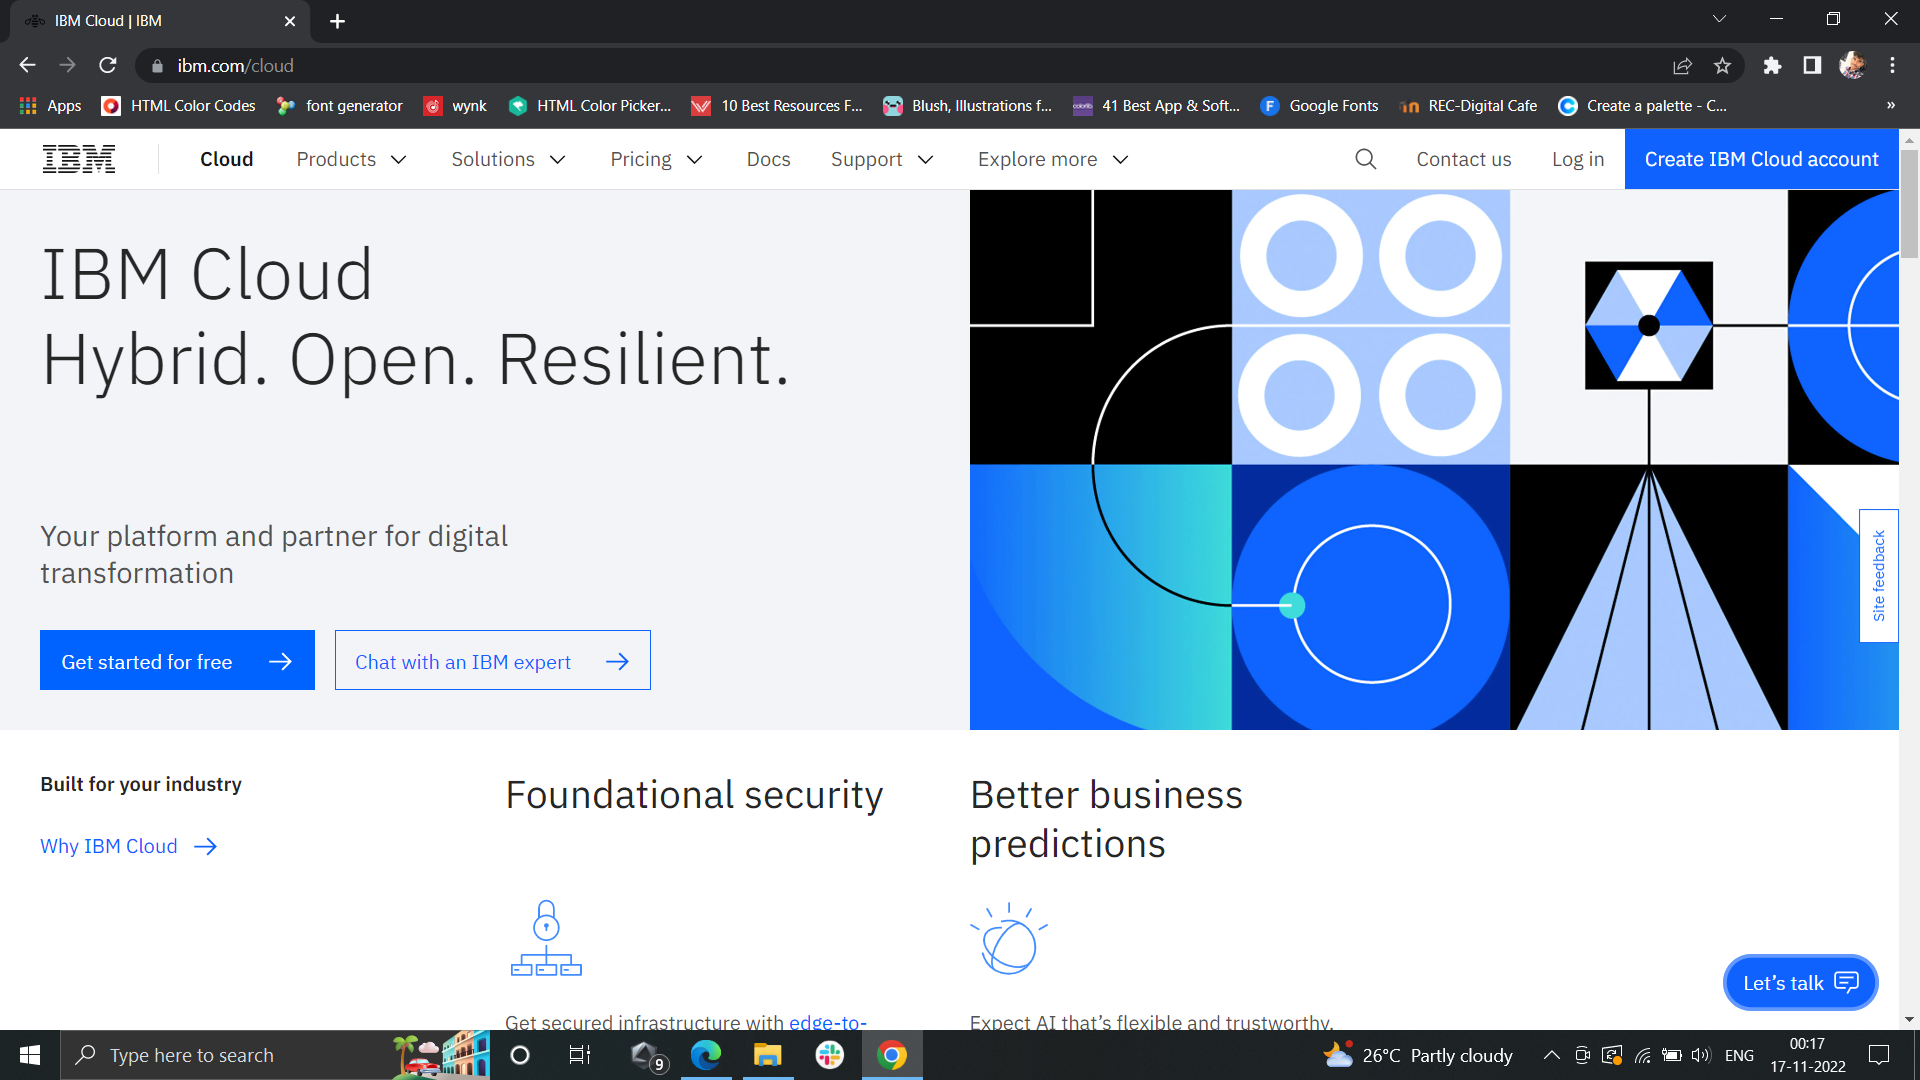 IBM Cloud | IBM
ibm.com/cloud
Apps HTML Color Codes font generator wynk HTML Color Picker... 10 Best Resources F... Blush, Illustrations f... 41 Best App & Soft... Google Fonts REC-Digital Cafe Create a palette - C... »
IBM Cloud Products Solutions Pricing Docs Support Explore more Contact us Log in Create IBM Cloud account
IBM Cloud
Hybrid. Open. Resilient.
Your platform and partner for digital
transformation
Get started for free Chat with an IBM expert
Site feedback
Built for your industry
Why IBM Cloud
Foundational security
Get secured infrastructure with edge-to-
Better business
predictions
Expect AI that's flexible and trustworthy.
Let's talk
Type here to search 9 26°C Partly cloudy ENG 00:17
17-11-2022